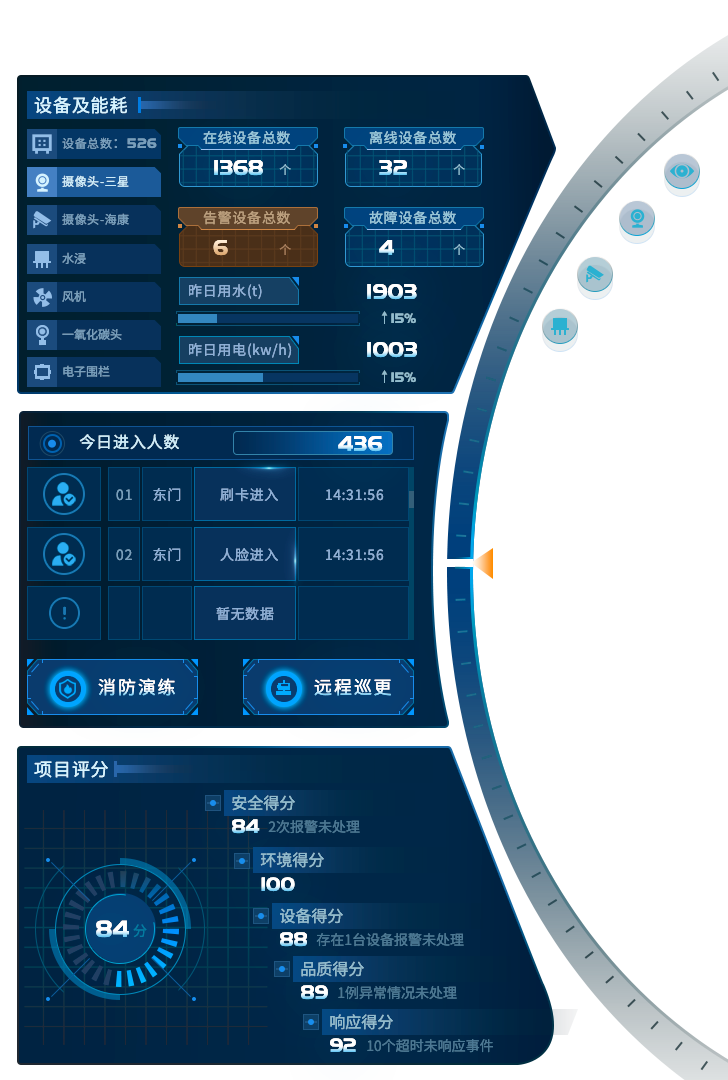 设备及能耗
设备总数：526
摄像头-三星
摄像头-海康
水浸
风机
一氧化碳头
电子围栏
在线设备总数
1368 个
离线设备总数
32 个
告警设备总数
6 个
故障设备总数
4 个
昨日用水(t)
1903
↑15%
昨日用电(kw/h)
1003
↑15%
今日进入人数
436
01 东门 刷卡进入 14:31:56
02 东门 人脸进入 14:31:56
暂无数据
消防演练
远程巡更
项目评分
84分
安全得分
84 2次报警未处理
环境得分
100
设备得分
88 存在1台设备报警未处理
品质得分
89 1例异常情况未处理
响应得分
92 10个超时未响应事件